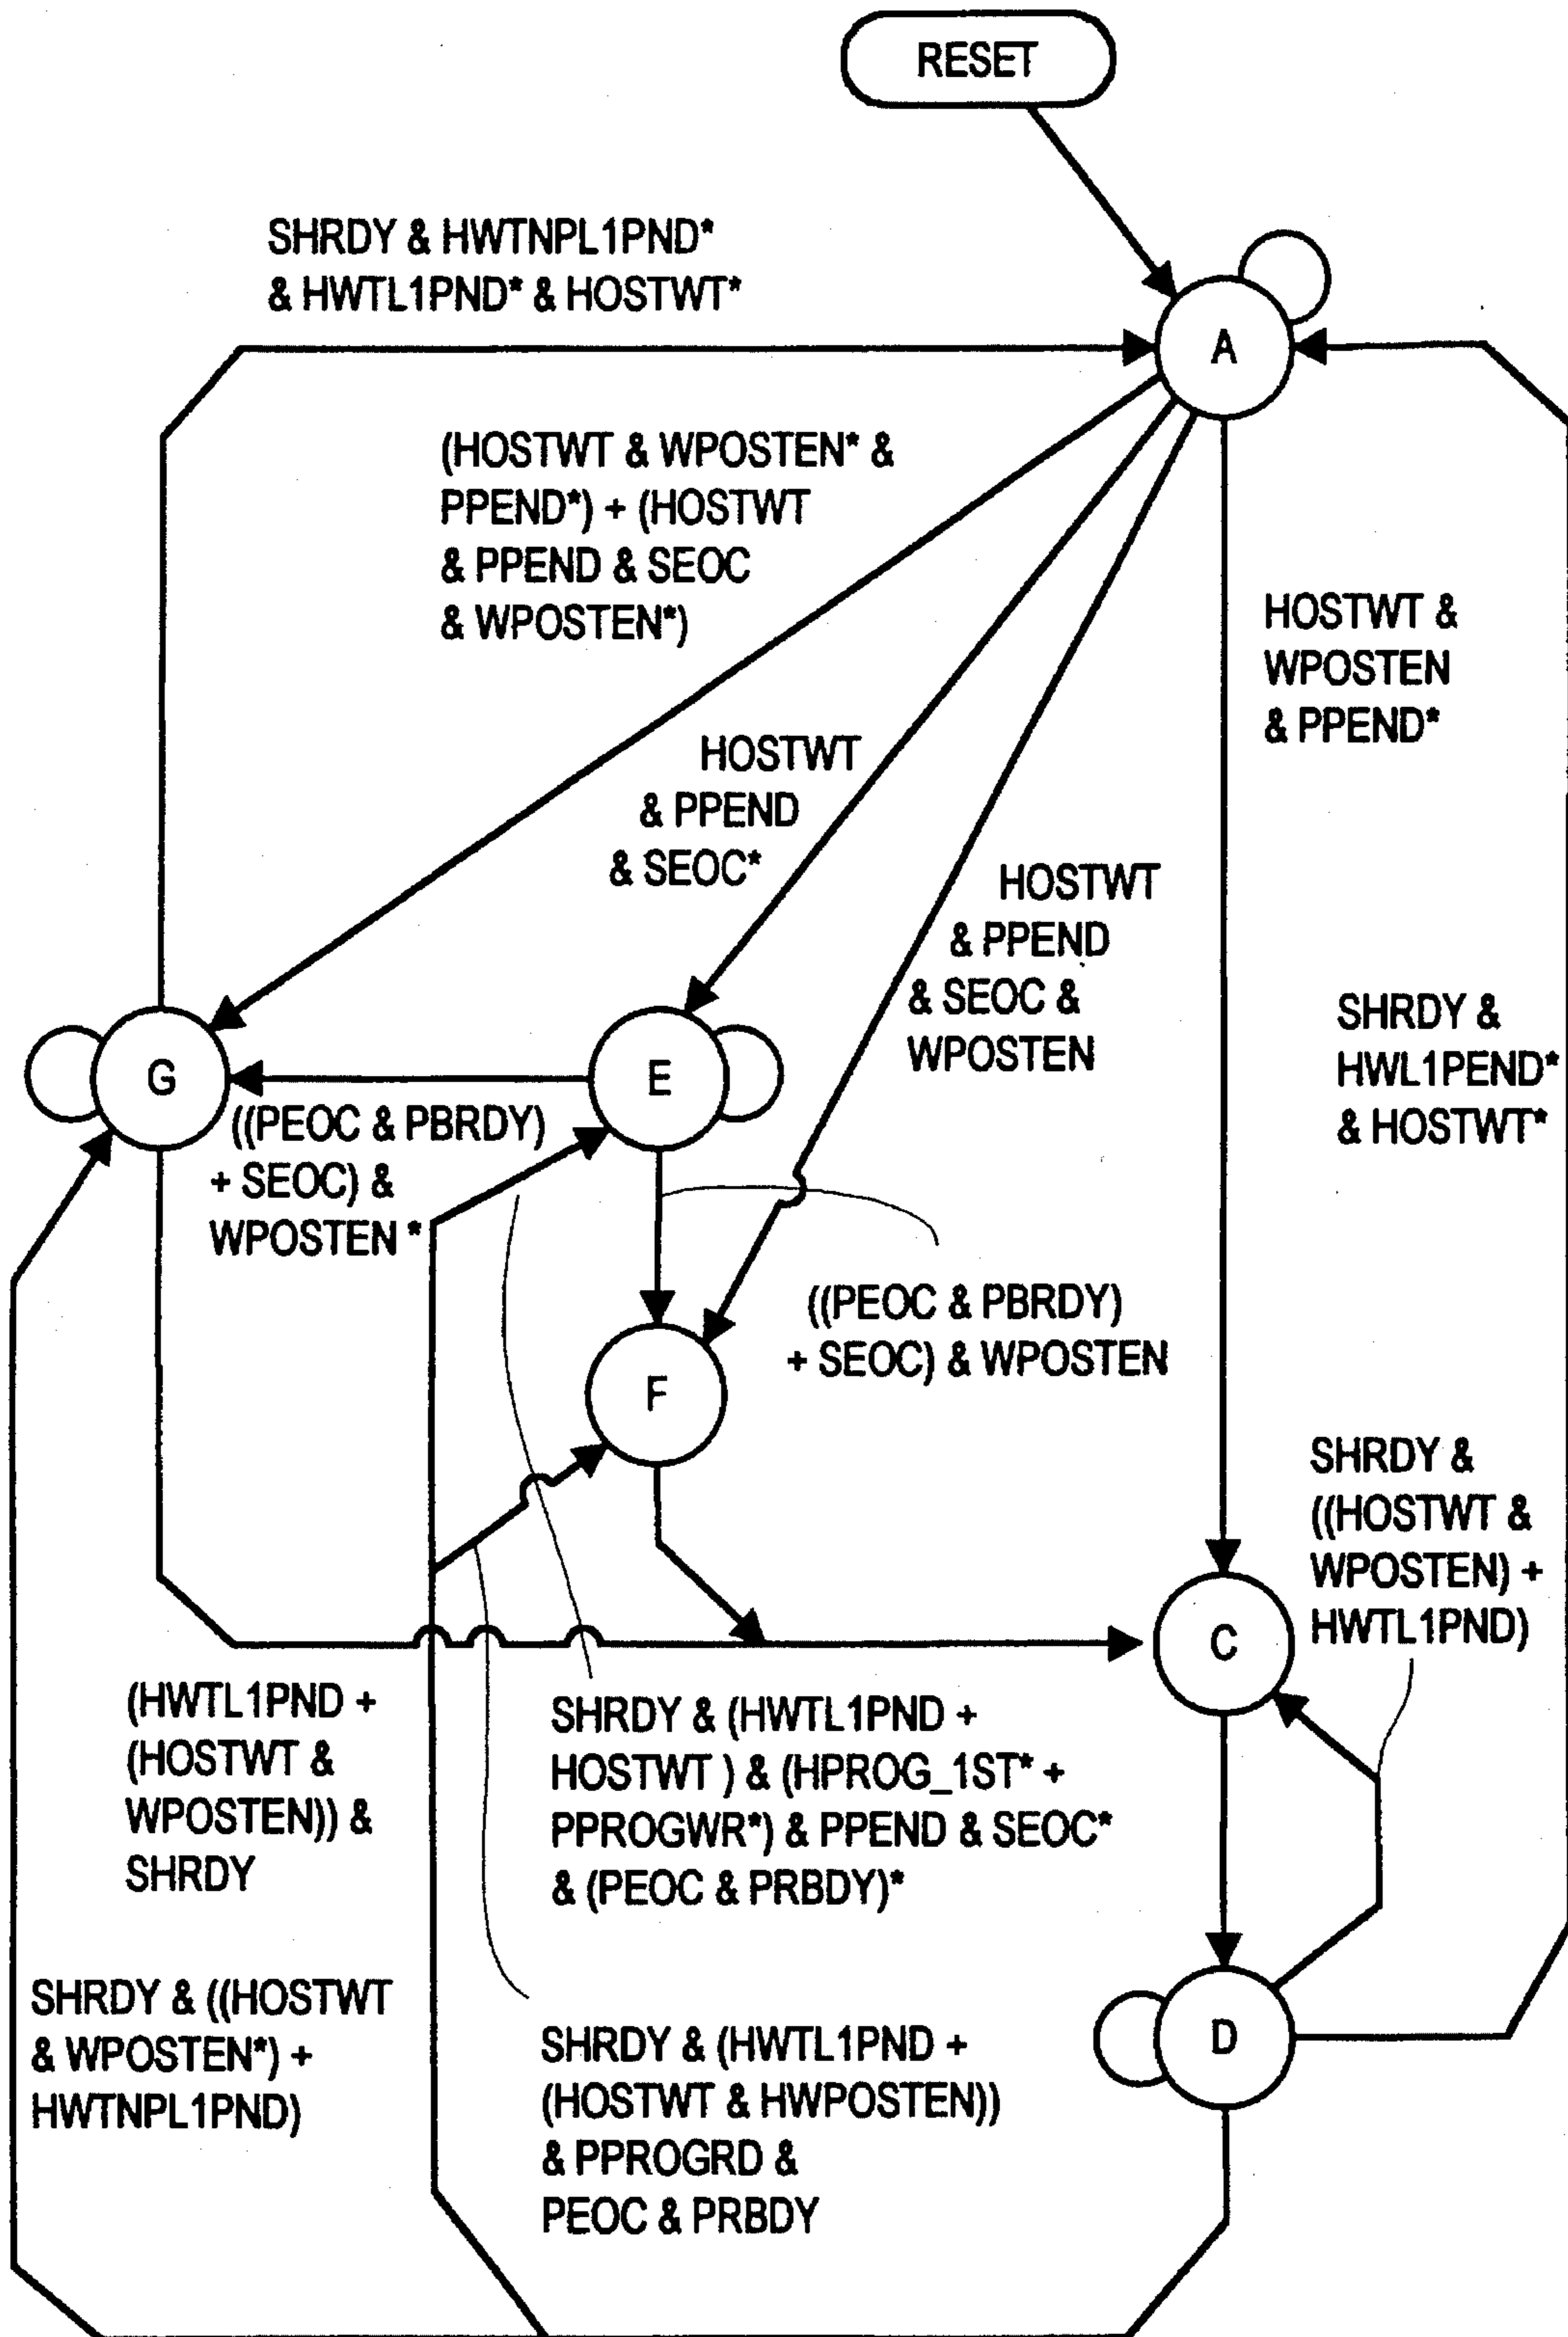 RESET
SHRDY & HWTNPL1PND*
& HWTL1PND* & HOSTWT*
A
(HOSTWT & WPOSTEN* &
PPEND*) + (HOSTWT
& PPEND & SEOC
& WPOSTEN*)
HOSTWT &
WPOSTEN
& PPEND*
HOSTWT
& PPEND
& SEOC*
HOSTWT
& PPEND
& SEOC &
WPOSTEN
SHRDY &
HWL1PEND*
& HOSTWT*
G
E
((PEOC & PBRDY)
+ SEOC) &
WPOSTEN *
((PEOC & PBRDY)
+ SEOC) & WPOSTEN
F
SHRDY &
((HOSTWT &
WPOSTEN) +
HWTL1PND)
C
(HWTL1PND +
(HOSTWT &
WPOSTEN)) &
SHRDY
SHRDY & (HWTL1PND +
HOSTWT ) & (HPROG_1ST* +
PPROGWR*) & PPEND & SEOC*
& (PEOC & PRBDY)*
SHRDY & ((HOSTWT
& WPOSTEN*) +
HWTNPL1PND)
SHRDY & (HWTL1PND +
(HOSTWT & HWPOSTEN))
& PPROGRD &
PEOC & PRBDY
D